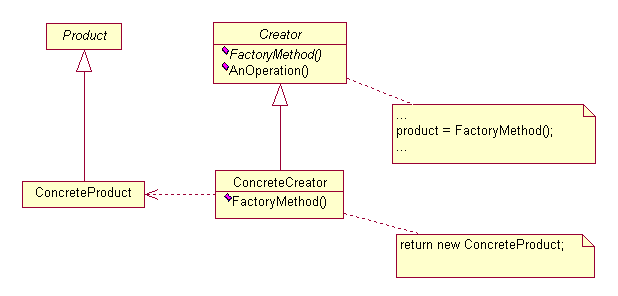 Product
Creator
FactoryMethod()
AnOperation()
...
product = FactoryMethod();
...
ConcreteProduct
ConcreteCreator
FactoryMethod()
return new ConcreteProduct;